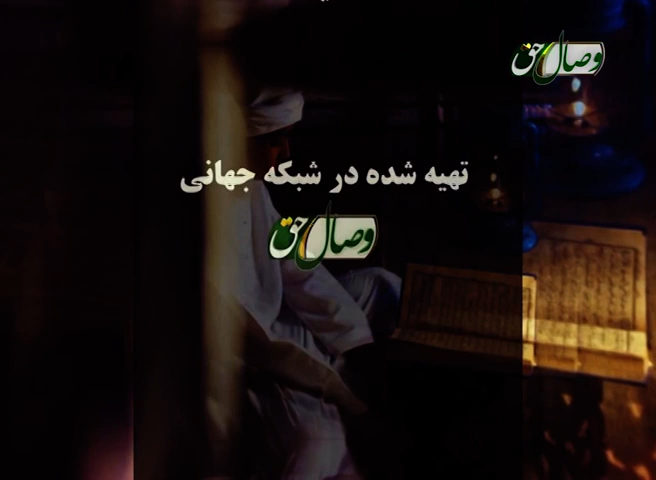 وصال حق
تهیه شده در شبکه جهانی
وصال حق